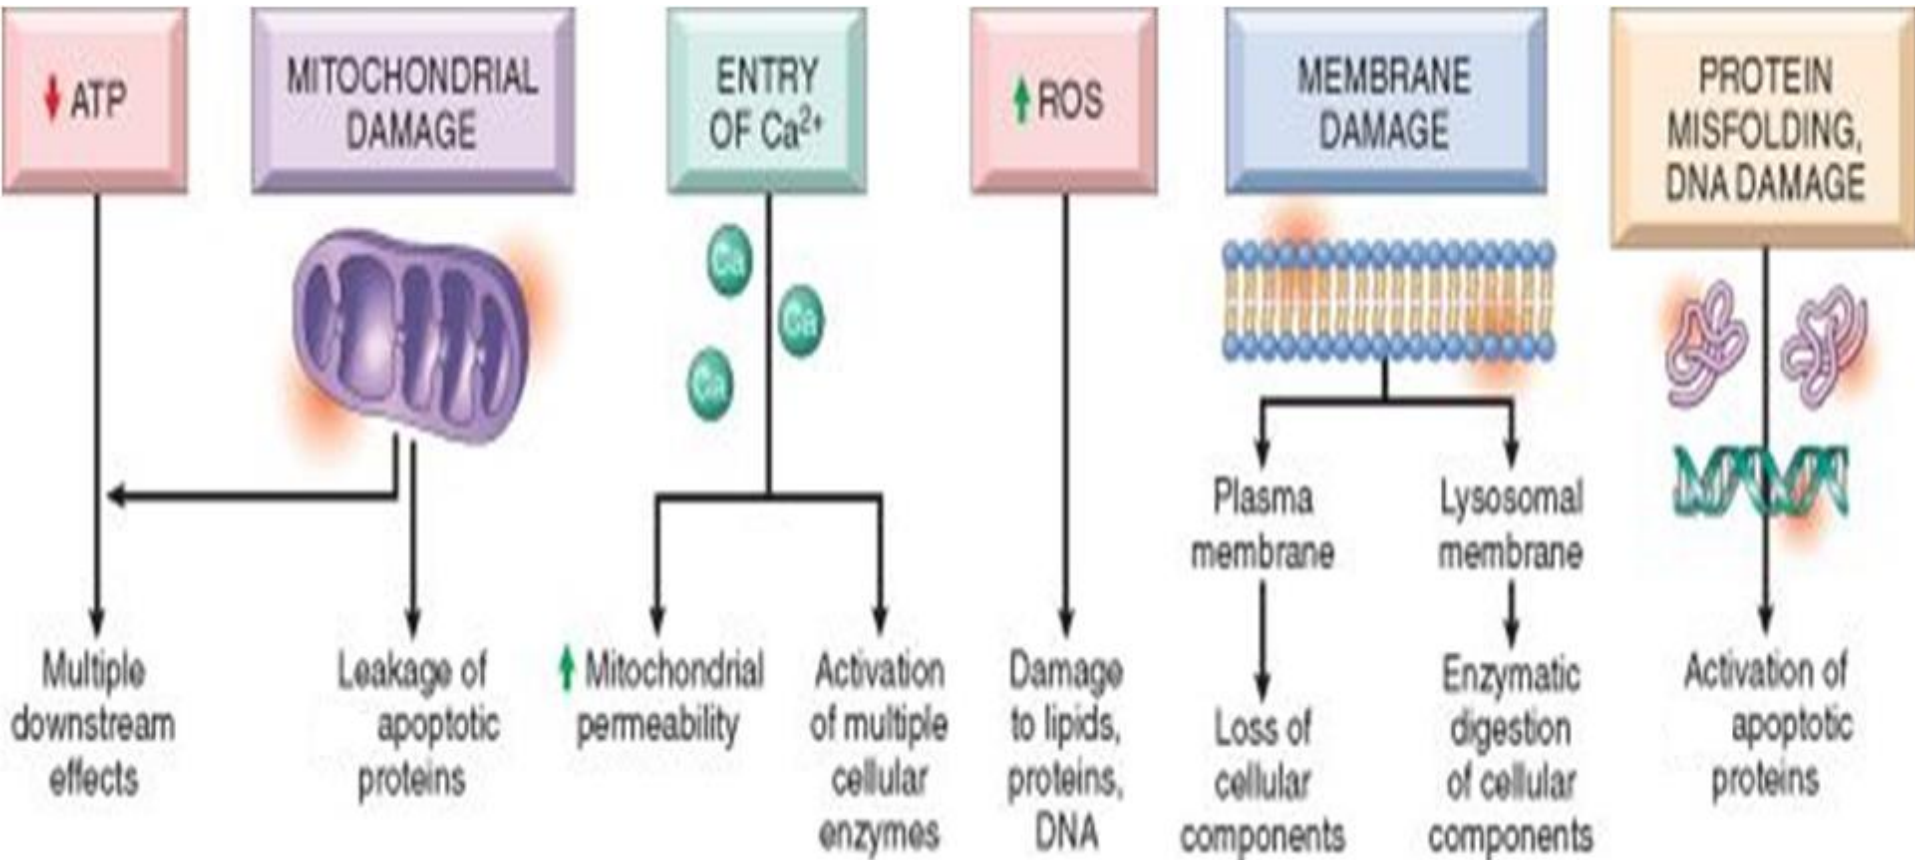 ↓ ATP
MITOCHONDRIAL
DAMAGE
ENTRY
OF Ca²⁺
↑ ROS
MEMBRANE
DAMAGE
PROTEIN
MISFOLDING,
DNA DAMAGE
Ca
Ca
Ca
Plasma
membrane
Lysosomal
membrane
Multiple
downstream
effects
Leakage of
apoptotic
proteins
↑ Mitochondrial
permeability
Activation
of multiple
cellular
enzymes
Damage
to lipids,
proteins,
DNA
Loss of
cellular
components
Enzymatic
digestion
of cellular
components
Activation of
apoptotic
proteins